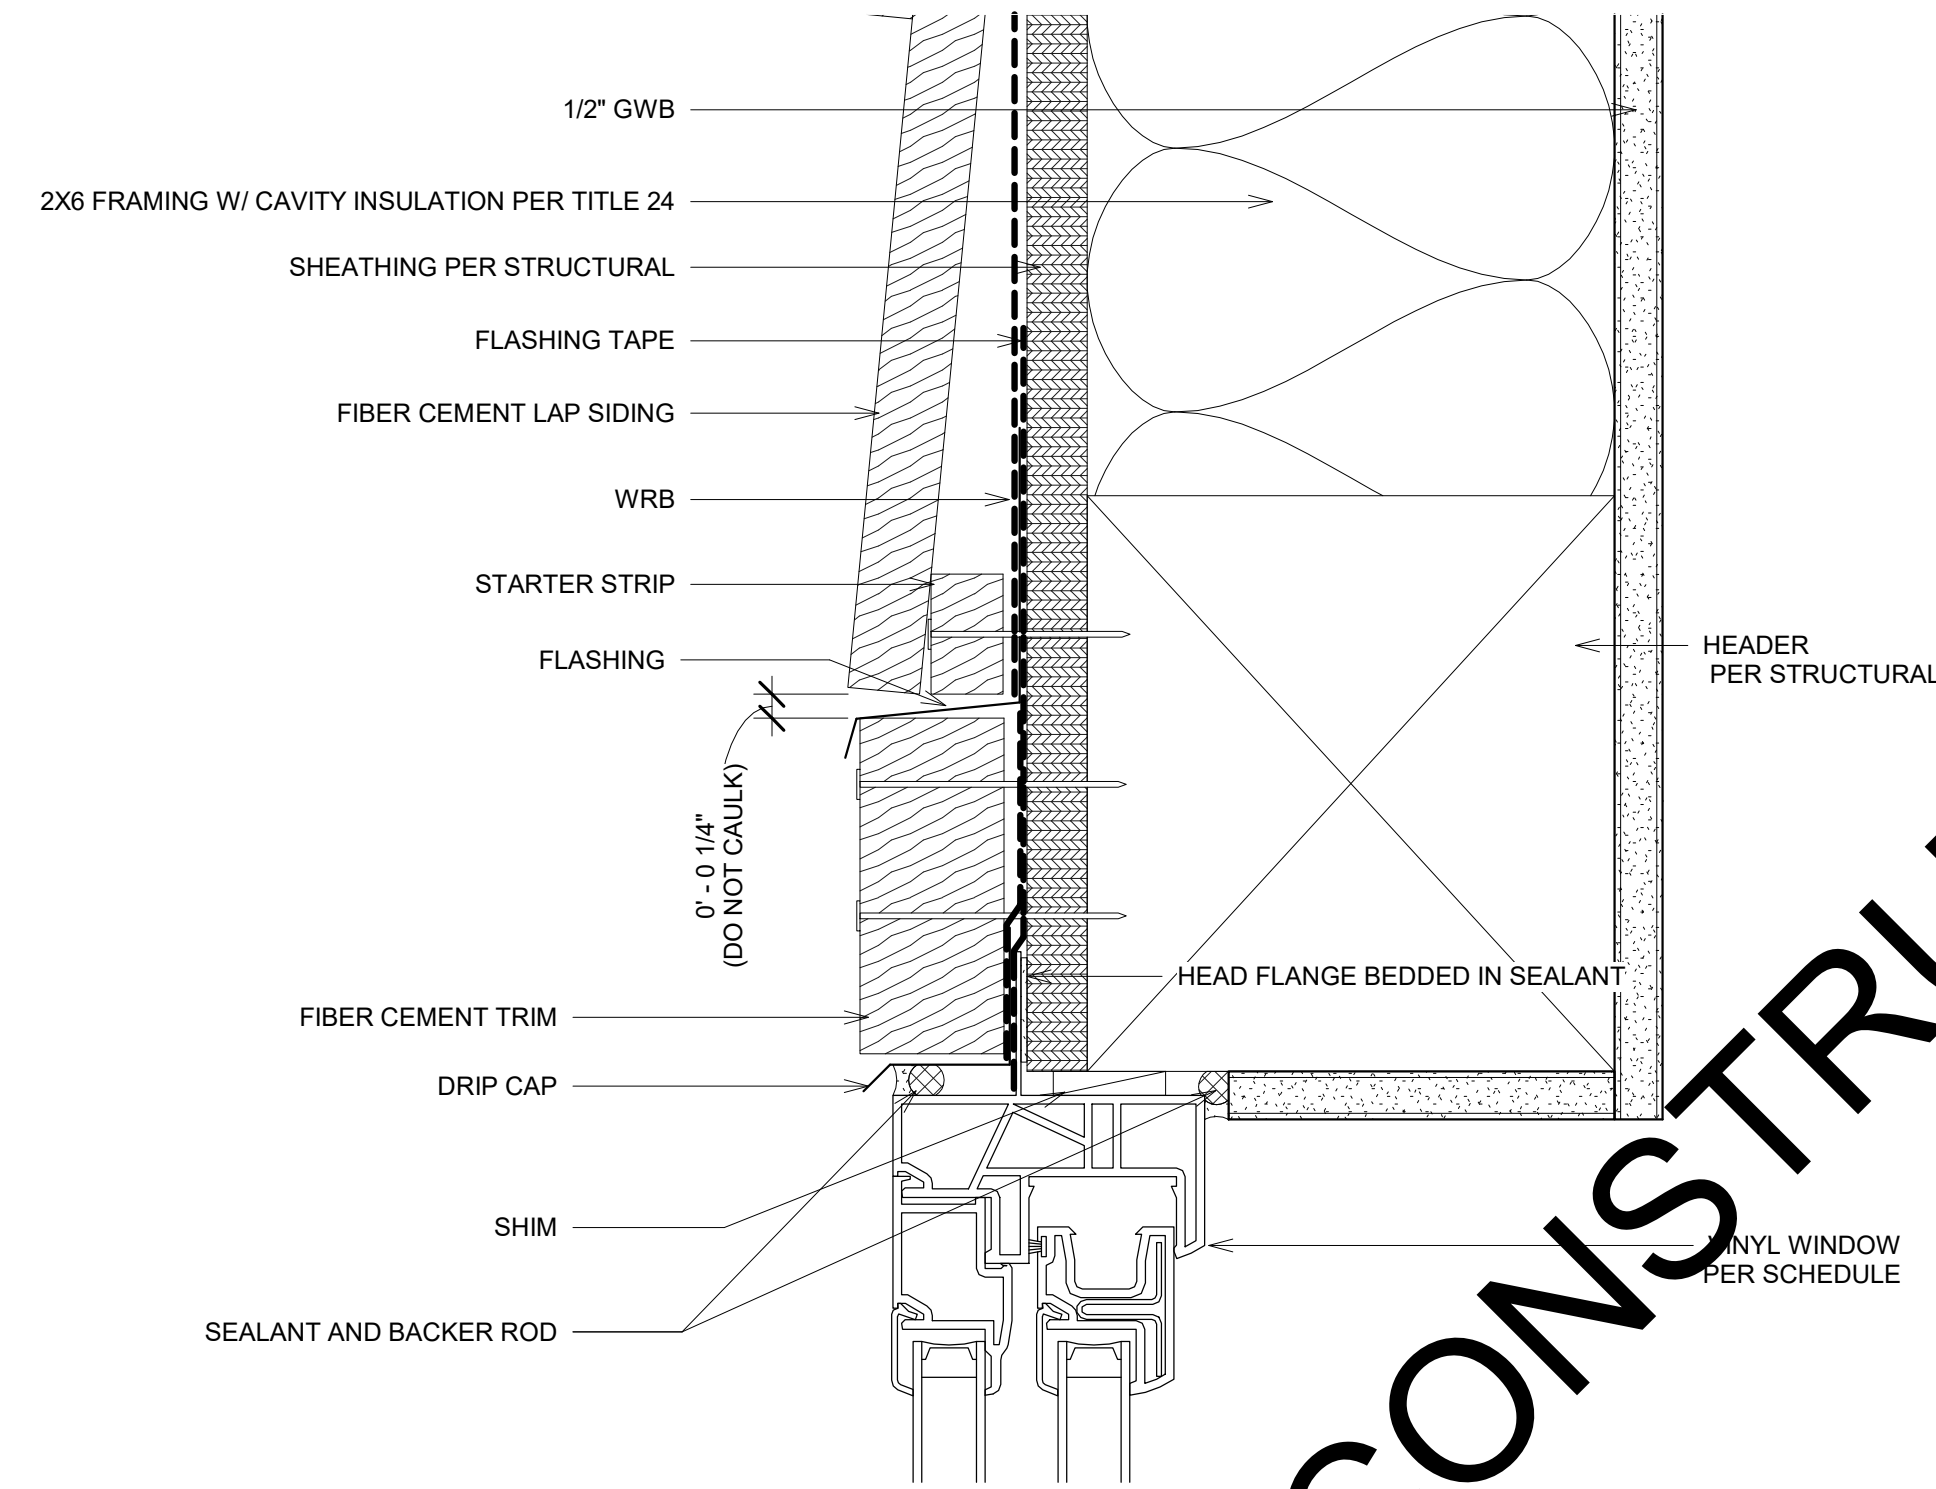 1/2" GWB
2X6 FRAMING W/ CAVITY INSULATION PER TITLE 24
SHEATHING PER STRUCTURAL
FLASHING TAPE
FIBER CEMENT LAP SIDING
WRB
STARTER STRIP
FLASHING
HEADER
PER STRUCTURAL
0' - 0 1/4"
(DO NOT CAULK)
HEAD FLANGE BEDDED IN SEALANT
FIBER CEMENT TRIM
DRIP CAP
SHIM
VINYL WINDOW
PER SCHEDULE
SEALANT AND BACKER ROD